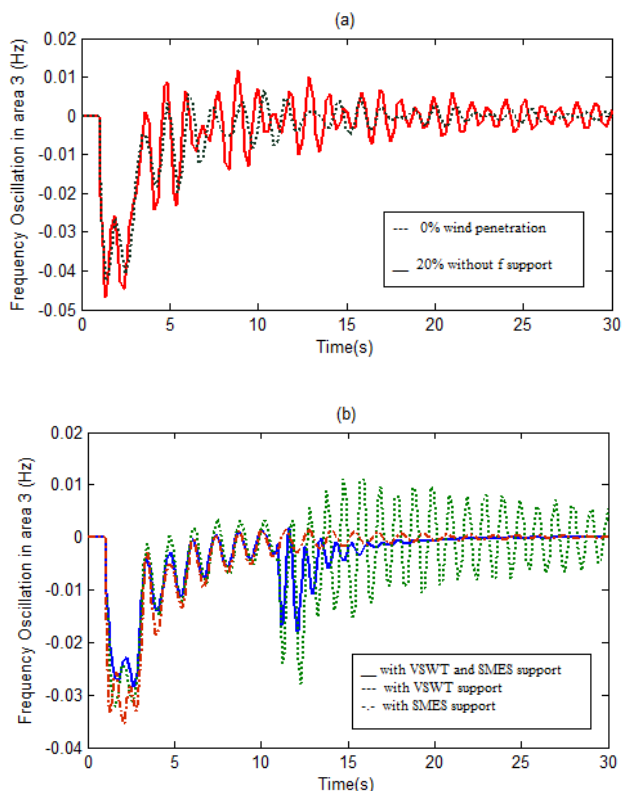 (a)
0.02
0.01
0
-0.01
-0.02
-0.03
-0.04
-0.05
Frequency Oscillation in area 3 (Hz)
0% wind penetration
20% without f support
0 5 10 15 20 25 30
Time(s)
(b)
0.02
0.01
0
-0.01
-0.02
-0.03
-0.04
Frequency Oscillation in area 3 (Hz)
with VSWT and SMES support
with VSWT support
with SMES support
0 5 10 15 20 25 30
Time(s)